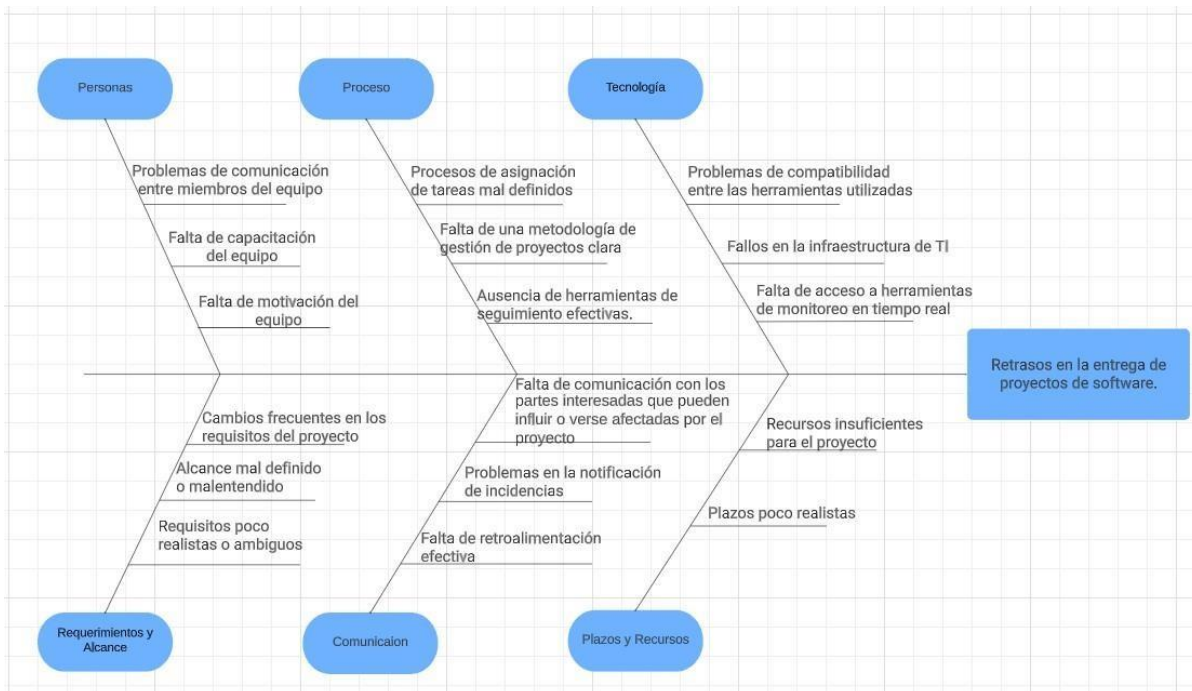 Personas
Proceso
Tecnología
Problemas de comunicación
entre miembros del equipo
Falta de capacitación
del equipo
Falta de motivación del
equipo
Procesos de asignación
de tareas mal definidos
Falta de una metodología de
gestión de proyectos clara
Ausencia de herramientas de
seguimiento efectivas.
Problemas de compatibilidad
entre las herramientas utilizadas
Fallos en la infraestructura de TI
Falta de acceso a herramientas
de monitoreo en tiempo real
Retrasos en la entrega de
proyectos de software.
Cambios frecuentes en los
requisitos del proyecto
Alcance mal definido
o malentendido
Requisitos poco
realistas o ambiguos
Falta de comunicación con los
partes interesadas que pueden
influir o verse afectadas por el
proyecto
Problemas en la notificación
de incidencias
Falta de retroalimentación
efectiva
Recursos insuficientes
para el proyecto
Plazos poco realistas
Requerimientos y
Alcance
Comunicaion
Plazos y Recursos